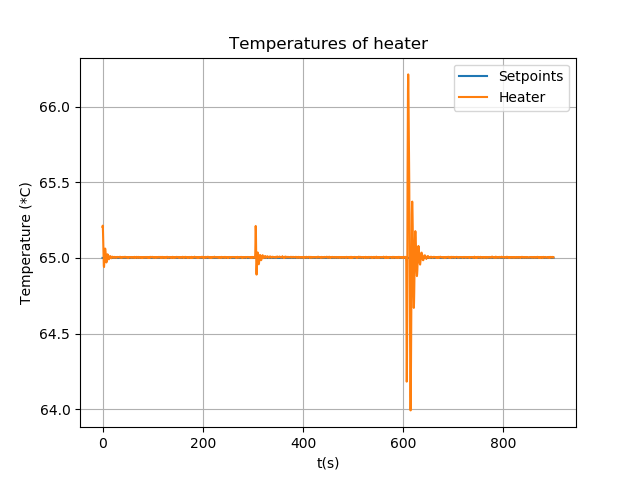 Temperatures of heater
Setpoints
Heater
66.0
65.5
65.0
64.5
64.0
Temperature (*C)
0 200 400 600 800
t(s)